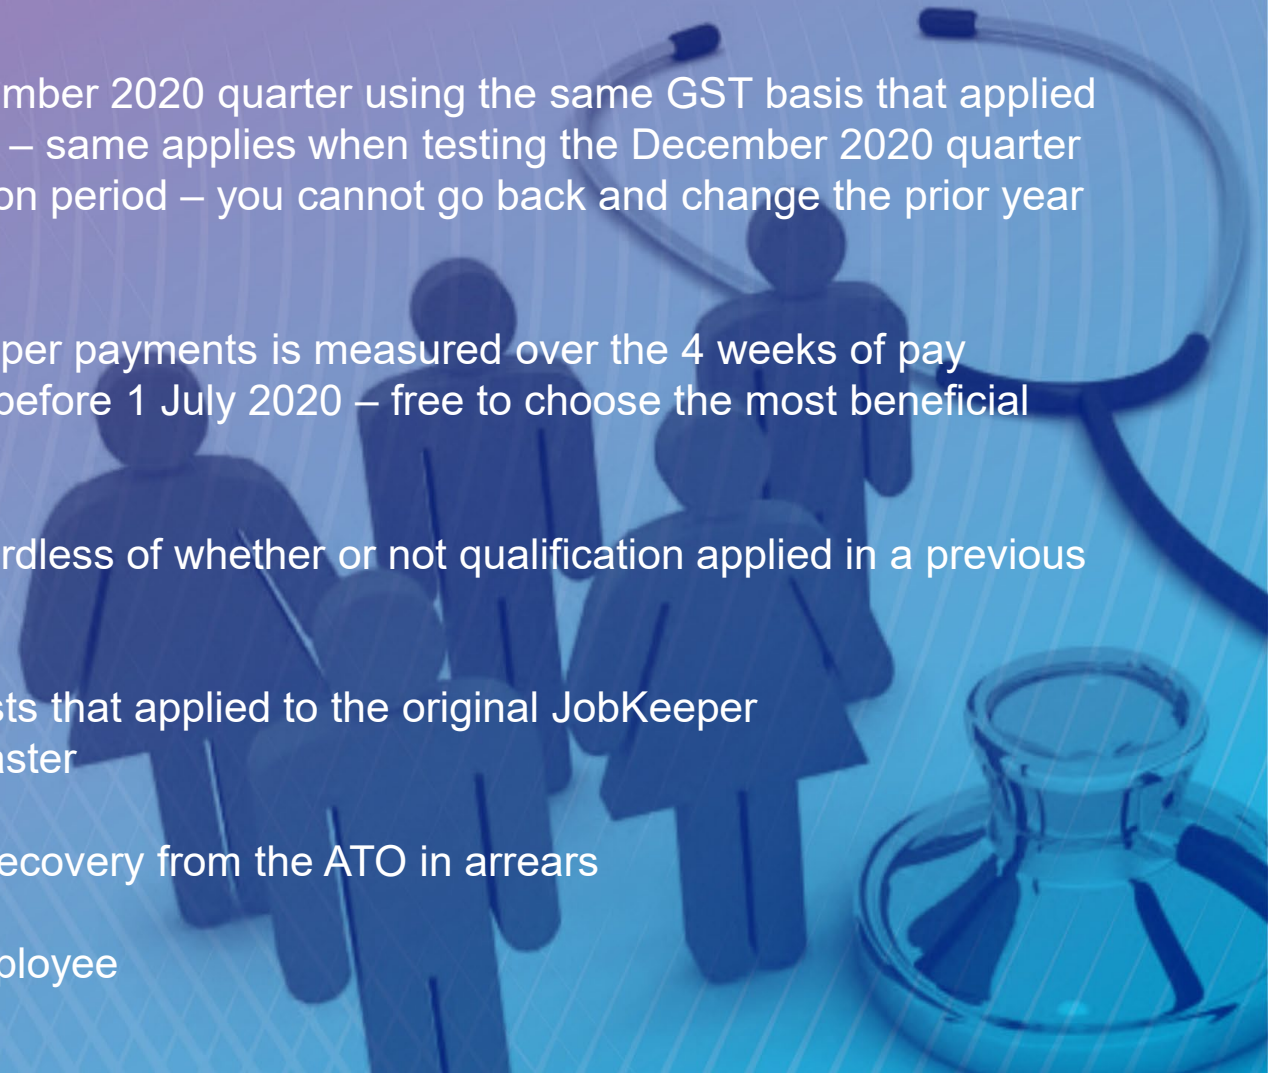 mber 2020 quarter using the same GST basis that applied
– same applies when testing the December 2020 quarter
on period – you cannot go back and change the prior year
per payments is measured over the 4 weeks of pay
before 1 July 2020 – free to choose the most beneficial
rdless of whether or not qualification applied in a previous
sts that applied to the original JobKeeper
aster
ecovery from the ATO in arrears
ployee